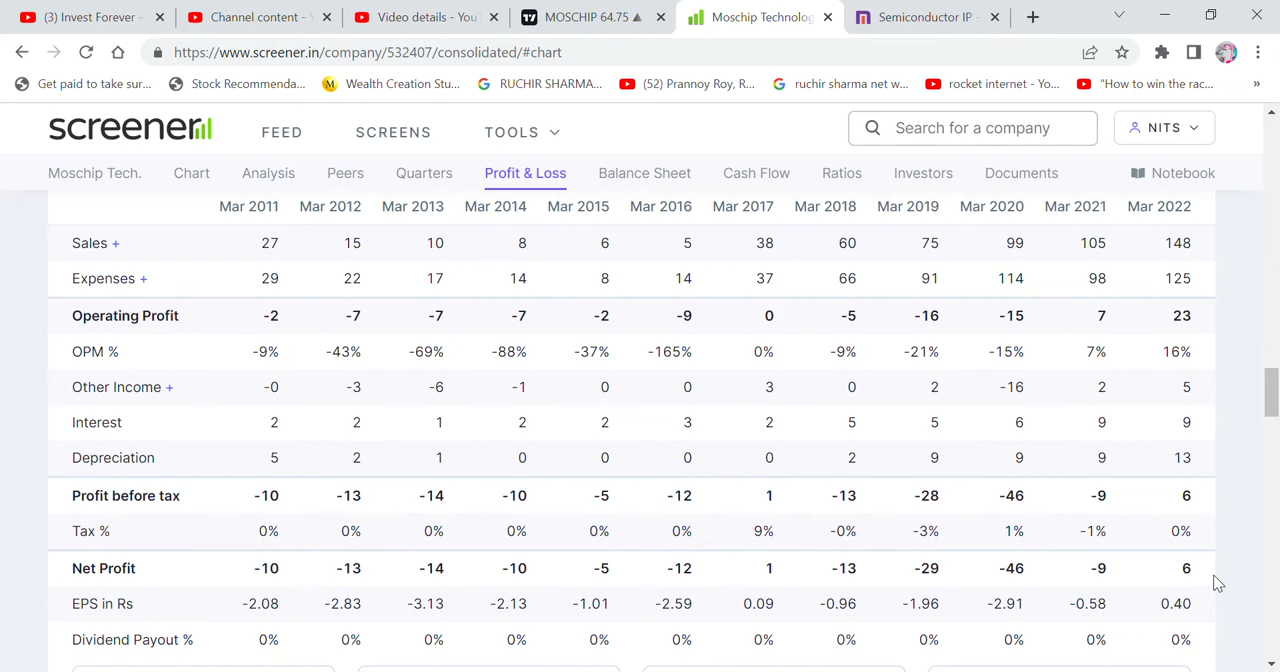 (3) Invest Forever -
Channel content - Y
Video details - You
MOSCHIP 64.75 ▲
Moschip Technolog
Semiconductor IP -
https://www.screener.in/company/532407/consolidated/#chart
Get paid to take sur...
Stock Recommenda...
Wealth Creation Stu...
RUCHIR SHARMA...
(52) Prannoy Roy, R...
ruchir sharma net w...
rocket internet - Yo...
"How to win the rac...
»
screener
FEED
SCREENS
TOOLS
Search for a company
NITS
Moschip Tech. Chart Analysis Peers Quarters Profit & Loss Balance Sheet Cash Flow Ratios Investors Documents Notebook
Mar 2011 Mar 2012 Mar 2013 Mar 2014 Mar 2015 Mar 2016 Mar 2017 Mar 2018 Mar 2019 Mar 2020 Mar 2021 Mar 2022
Sales + 27 15 10 8 6 5 38 60 75 99 105 148
Expenses + 29 22 17 14 8 14 37 66 91 114 98 125
Operating Profit -2 -7 -7 -7 -2 -9 0 -5 -16 -15 7 23
OPM % -9% -43% -69% -88% -37% -165% 0% -9% -21% -15% 7% 16%
Other Income + -0 -3 -6 -1 0 0 3 0 2 -16 2 5
Interest 2 2 1 2 2 3 2 5 5 6 9 9
Depreciation 5 2 1 0 0 0 0 2 9 9 9 13
Profit before tax -10 -13 -14 -10 -5 -12 1 -13 -28 -46 -9 6
Tax % 0% 0% 0% 0% 0% 0% 9% -0% -3% 1% -1% 0%
Net Profit -10 -13 -14 -10 -5 -12 1 -13 -29 -46 -9 6
EPS in Rs -2.08 -2.83 -3.13 -2.13 -1.01 -2.59 0.09 -0.96 -1.96 -2.91 -0.58 0.40
Dividend Payout % 0% 0% 0% 0% 0% 0% 0% 0% 0% 0% 0% 0%